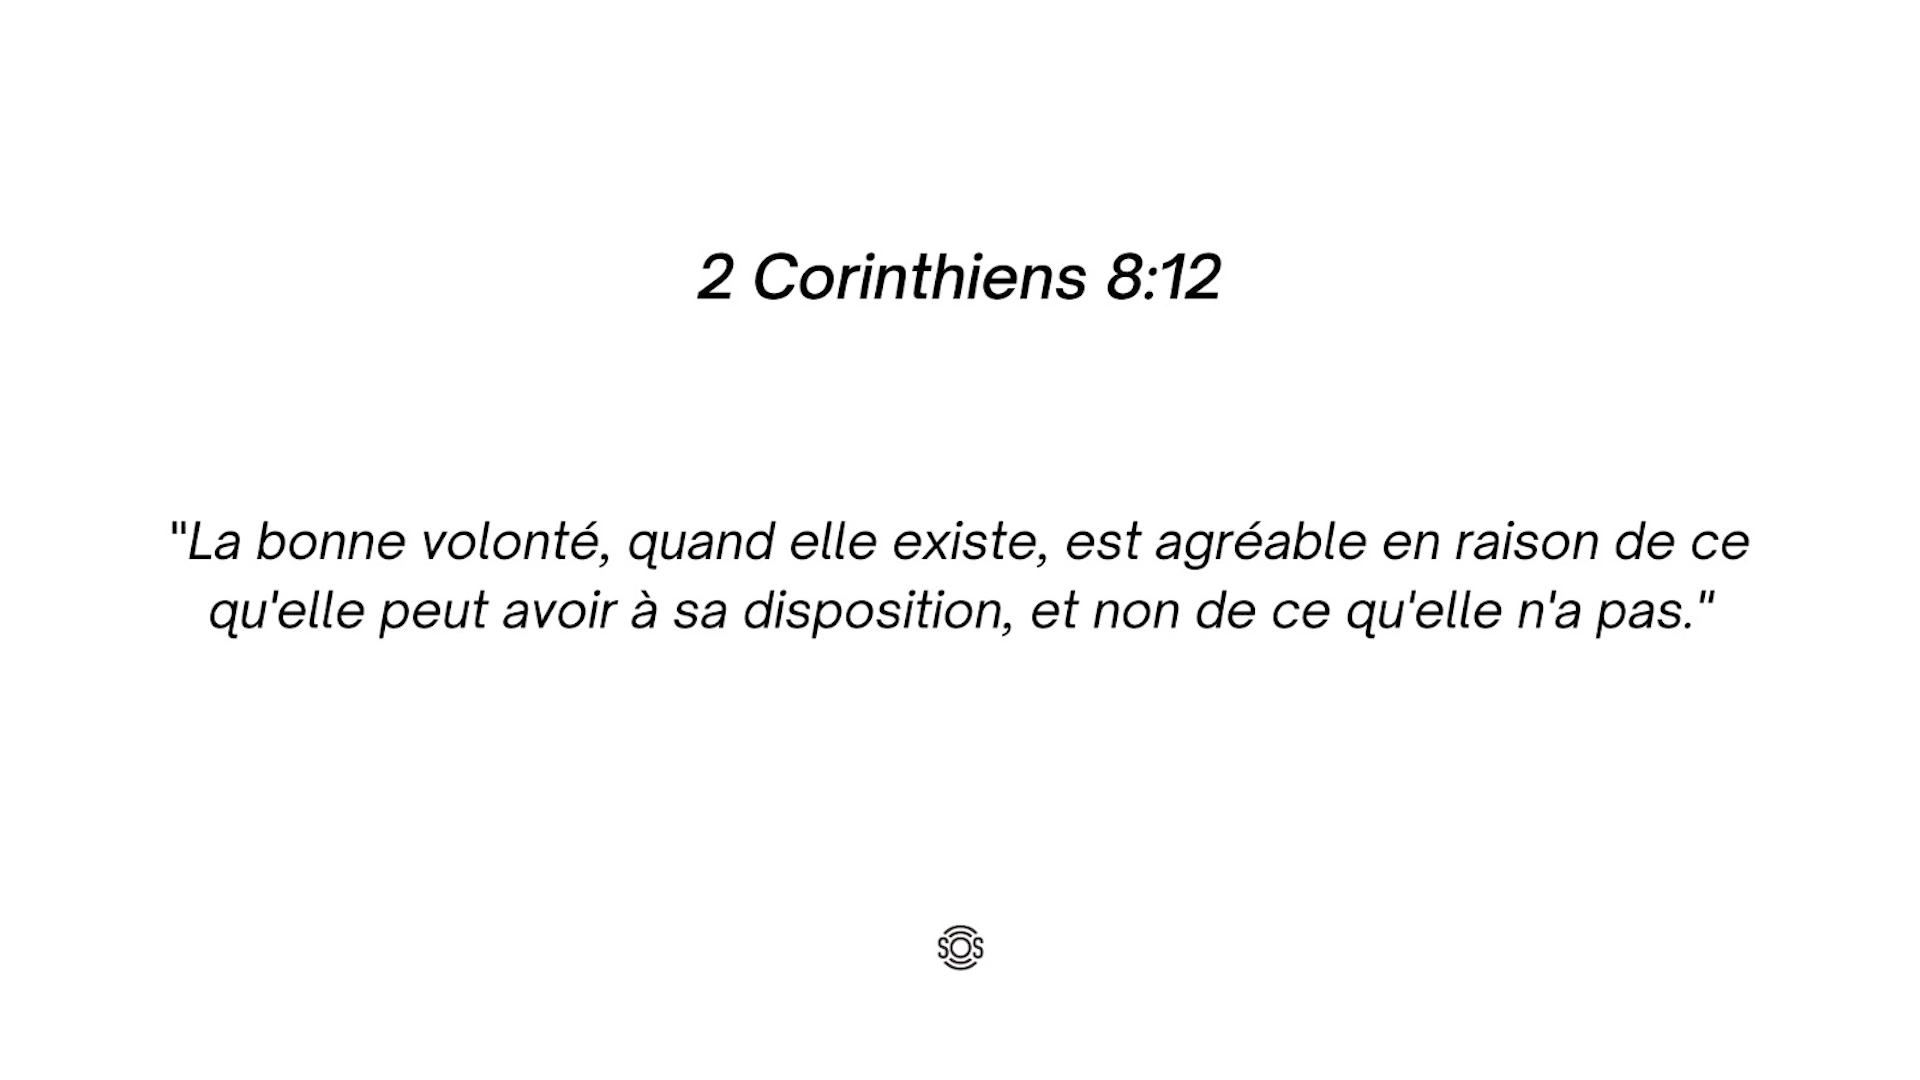 2 Corinthiens 8:12
"La bonne volonté, quand elle existe, est agréable en raison de ce
qu'elle peut avoir à sa disposition, et non de ce qu'elle n'a pas."
SOS